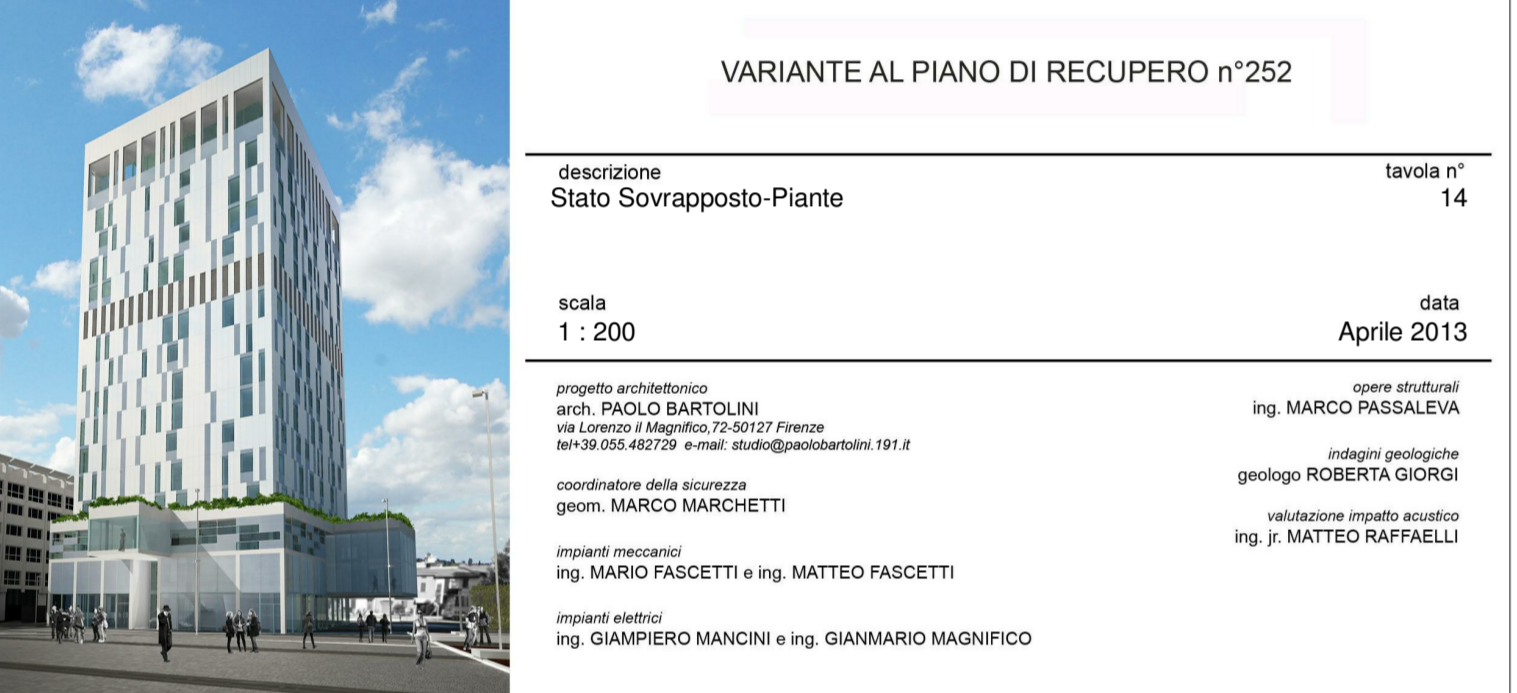 VARIANTE AL PIANO DI RECUPERO n°252
descrizione
Stato Sovrapposto-Piante
tavola n°
14
scala
1 : 200
data
Aprile 2013
progetto architettonico
arch. PAOLO BARTOLINI
via Lorenzo il Magnifico,72-50127 Firenze
tel+39.055.482729 e-mail: studio@paolobartolini.191.it
coordinatore della sicurezza
geom. MARCO MARCHETTI
impianti meccanici
ing. MARIO FASCETTI e ing. MATTEO FASCETTI
impianti elettrici
ing. GIAMPIERO MANCINI e ing. GIANMARIO MAGNIFICO
opere strutturali
ing. MARCO PASSALEVA
indagini geologiche
geologo ROBERTA GIORGI
valutazione impatto acustico
ing. jr. MATTEO RAFFAELLI